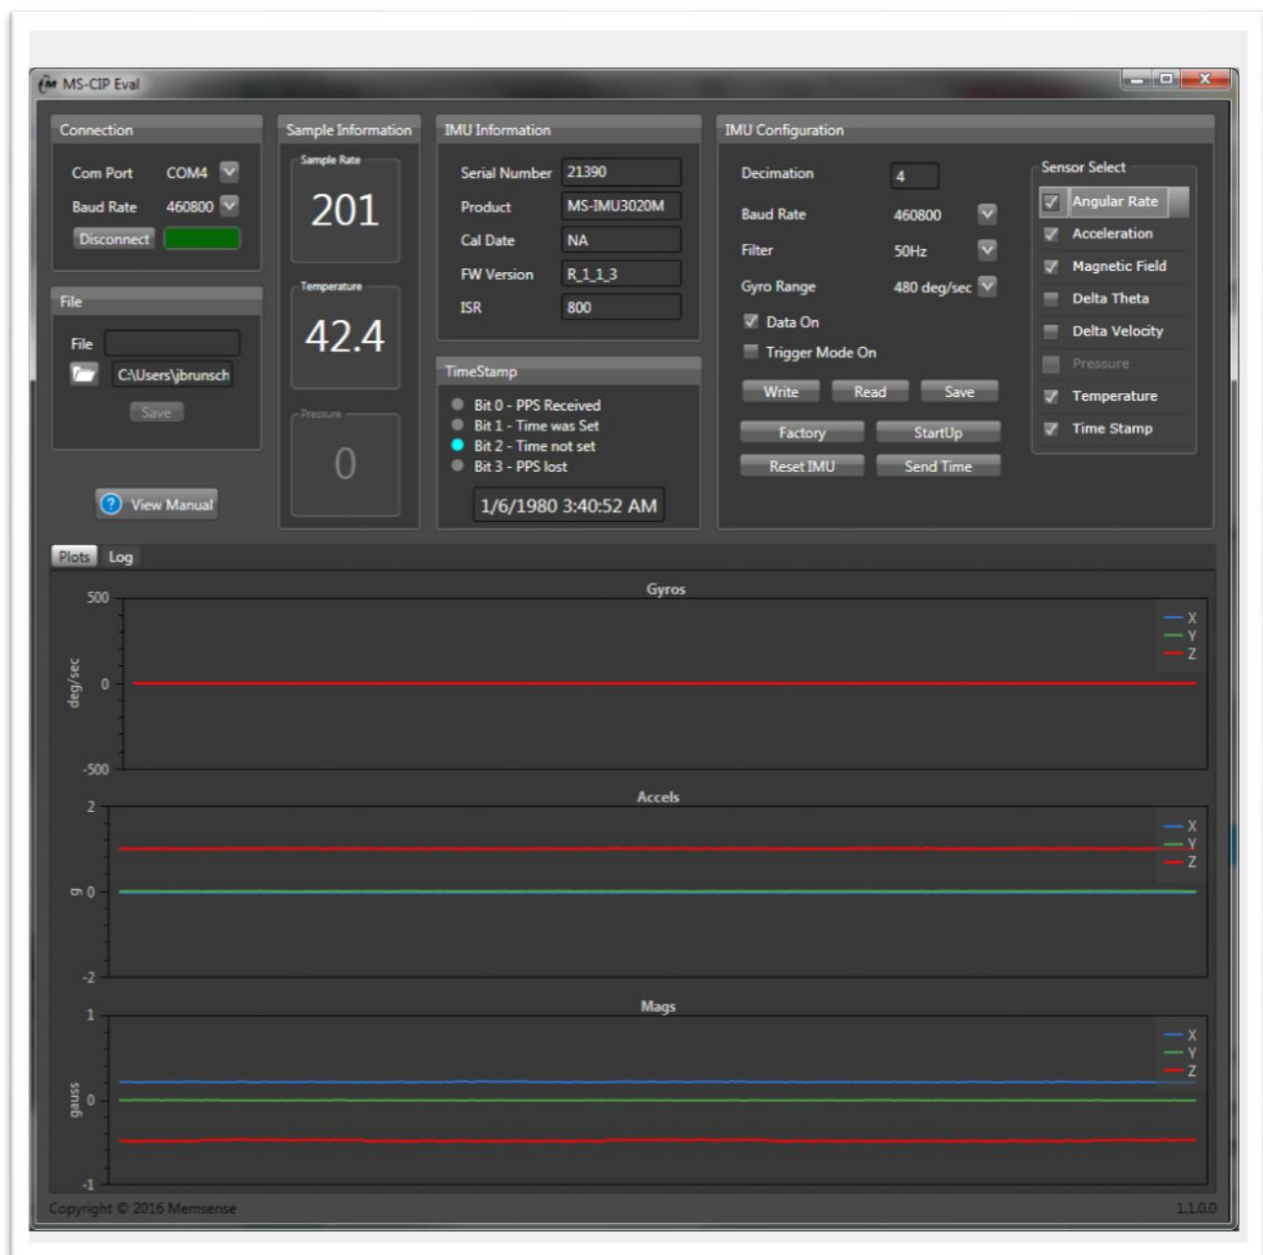 MS-CIP Eval
Connection
Com Port COM4
Baud Rate 460800
Disconnect
File
File
C:\Users\jbrunsch
Save
? View Manual
Sample Information
Sample Rate
201
Temperature
42.4
Pressure
0
IMU Information
Serial Number 21390
Product MS-IMU3020M
Cal Date NA
FW Version R_1_1_3
ISR 800
TimeStamp
Bit 0 - PPS Received
Bit 1 - Time was Set
Bit 2 - Time not set
Bit 3 - PPS lost
1/6/1980 3:40:52 AM
IMU Configuration
Decimation 4
Baud Rate 460800
Filter 50Hz
Gyro Range 480 deg/sec
Data On
Trigger Mode On
Write Read Save
Factory StartUp
Reset IMU Send Time
Sensor Select
Angular Rate
Acceleration
Magnetic Field
Delta Theta
Delta Velocity
Pressure
Temperature
Time Stamp
Plots Log
Gyros
500
0
-500
deg/sec
X
Y
Z
Accels
2
0
-2
g
X
Y
Z
Mags
1
0
-1
gauss
X
Y
Z
Copyright © 2016 Memsense 1.1.0.0